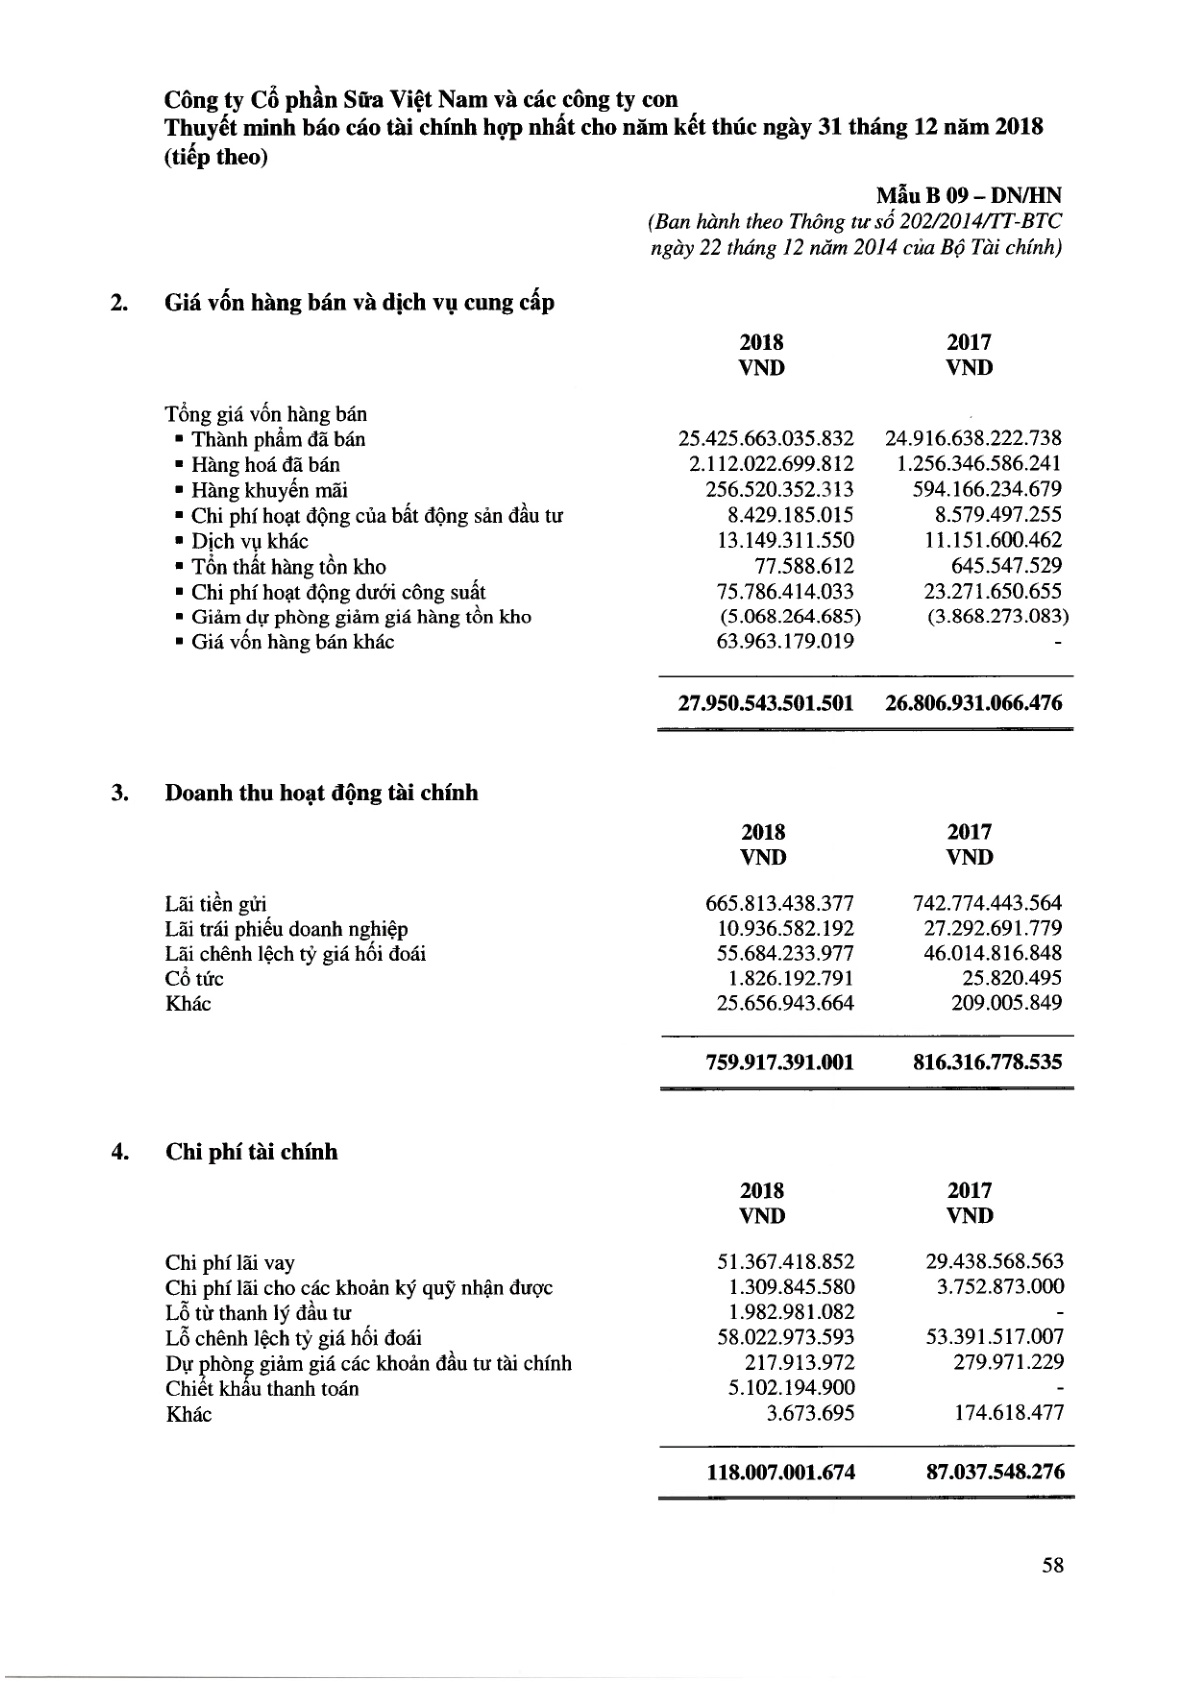 Công ty Cổ phần Sữa Việt Nam và các công ty con
Thuyết minh báo cáo tài chính hợp nhất cho năm kết thúc ngày 31 tháng 12 năm 2018
(tiếp theo)
Mẫu B 09 – DN/HN
(Ban hành theo Thông tư số 202/2014/TT-BTC
ngày 22 tháng 12 năm 2014 của Bộ Tài chính)
2. Giá vốn hàng bán và dịch vụ cung cấp
2018 2017
VND VND
Tổng giá vốn hàng bán
▪ Thành phẩm đã bán 25.425.663.035.832 24.916.638.222.738
▪ Hàng hoá đã bán 2.112.022.699.812 1.256.346.586.241
▪ Hàng khuyến mãi 256.520.352.313 594.166.234.679
▪ Chi phí hoạt động của bất động sản đầu tư 8.429.185.015 8.579.497.255
▪ Dịch vụ khác 13.149.311.550 11.151.600.462
▪ Tổn thất hàng tồn kho 77.588.612 645.547.529
▪ Chi phí hoạt động dưới công suất 75.786.414.033 23.271.650.655
▪ Giảm dự phòng giảm giá hàng tồn kho (5.068.264.685) (3.868.273.083)
▪ Giá vốn hàng bán khác 63.963.179.019 -
27.950.543.501.501 26.806.931.066.476
3. Doanh thu hoạt động tài chính
2018 2017
VND VND
Lãi tiền gửi 665.813.438.377 742.774.443.564
Lãi trái phiếu doanh nghiệp 10.936.582.192 27.292.691.779
Lãi chênh lệch tỷ giá hối đoái 55.684.233.977 46.014.816.848
Cổ tức 1.826.192.791 25.820.495
Khác 25.656.943.664 209.005.849
759.917.391.001 816.316.778.535
4. Chi phí tài chính
2018 2017
VND VND
Chi phí lãi vay 51.367.418.852 29.438.568.563
Chi phí lãi cho các khoản ký quỹ nhận được 1.309.845.580 3.752.873.000
Lỗ từ thanh lý đầu tư 1.982.981.082 -
Lỗ chênh lệch tỷ giá hối đoái 58.022.973.593 53.391.517.007
Dự phòng giảm giá các khoản đầu tư tài chính 217.913.972 279.971.229
Chiết khấu thanh toán 5.102.194.900 -
Khác 3.673.695 174.618.477
118.007.001.674 87.037.548.276
58